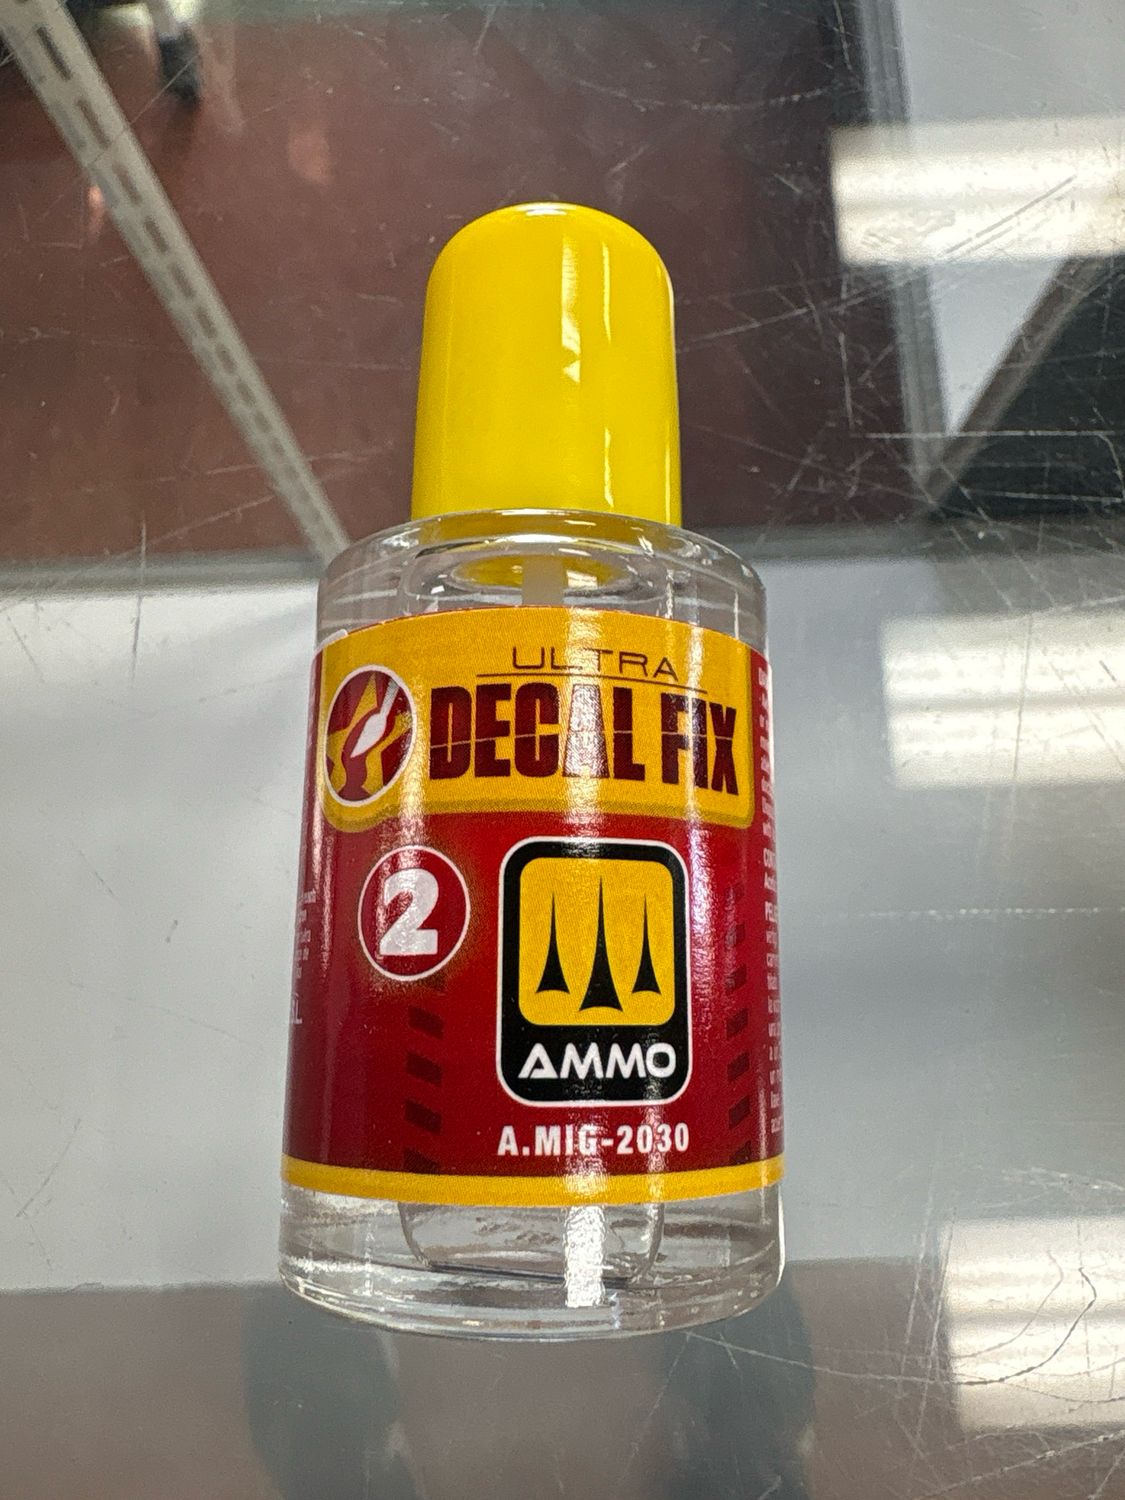 ULTRA
DECAL FIX
2
AMMO
A.MIG-2030